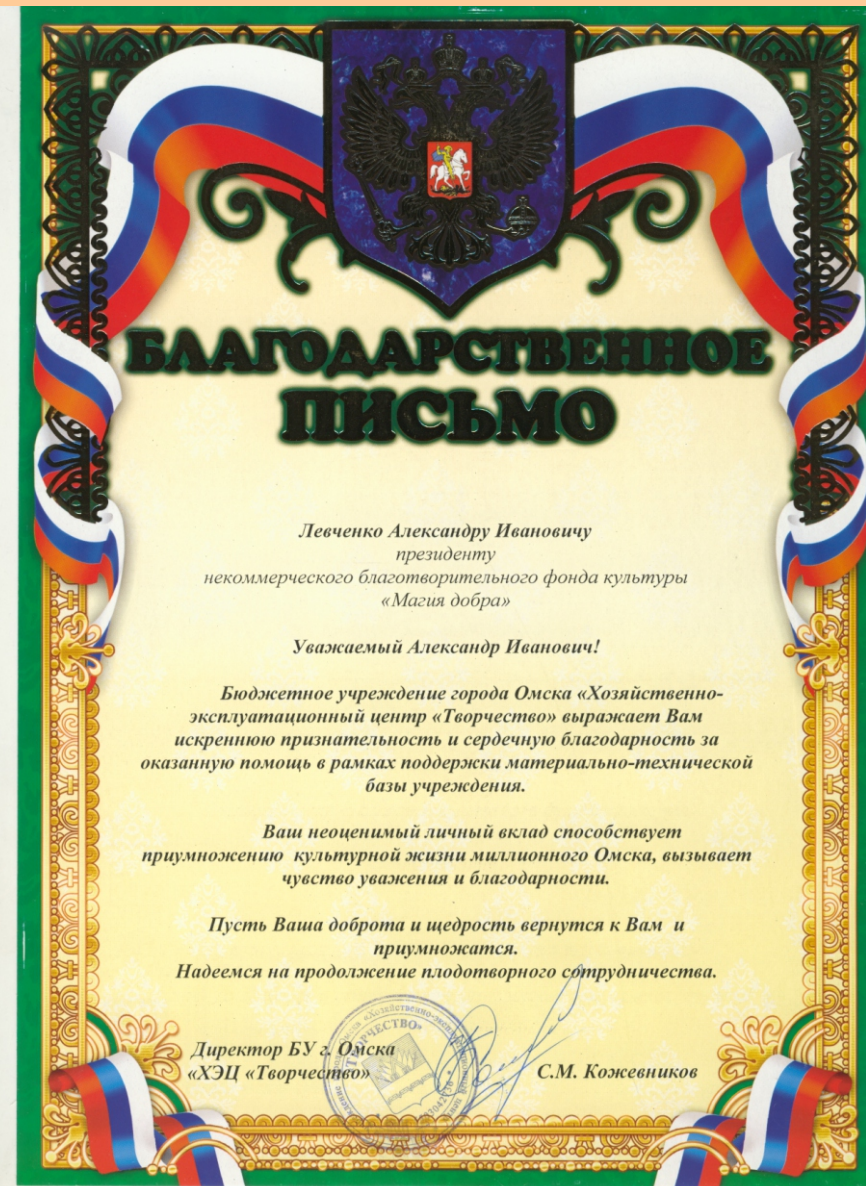 БЛАГОДАРСТВЕННОЕ
ПИСЬМО
Левченко Александру Ивановичу
президенту
некоммерческого благотворительного фонда культуры
«Магия добра»
Уважаемый Александр Иванович!
Бюджетное учреждение города Омска «Хозяйственно-
эксплуатационный центр «Творчество» выражает Вам
искреннюю признательность и сердечную благодарность за
оказанную помощь в рамках поддержки материально-технической
базы учреждения.
Ваш неоценимый личный вклад способствует
приумножению культурной жизни миллионного Омска, вызывает
чувство уважения и благодарности.
Пусть Ваша доброта и щедрость вернутся к Вам и
приумножатся.
Надеемся на продолжение плодотворного сотрудничества.
Директор БУ г. Омска
«ХЭЦ «Творчество»
С.М. Кожевников